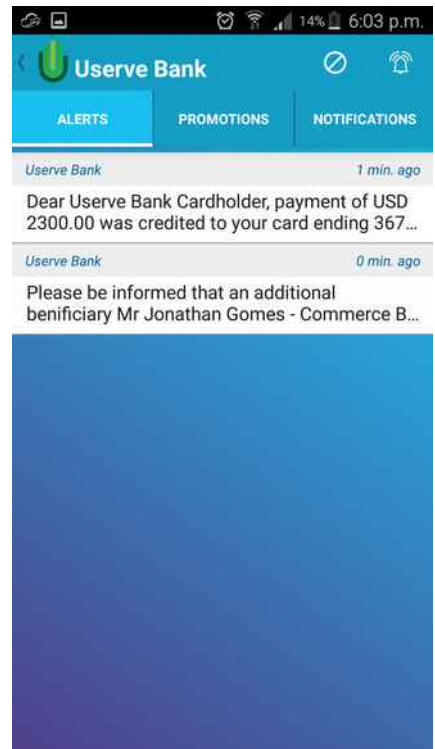 14% 6:03 p.m.
Userve Bank
ALERTS PROMOTIONS NOTIFICATIONS
Userve Bank 1 min. ago
Dear Userve Bank Cardholder, payment of USD
2300.00 was credited to your card ending 367...
Userve Bank 0 min. ago
Please be informed that an additional
benificiary Mr Jonathan Gomes - Commerce B...